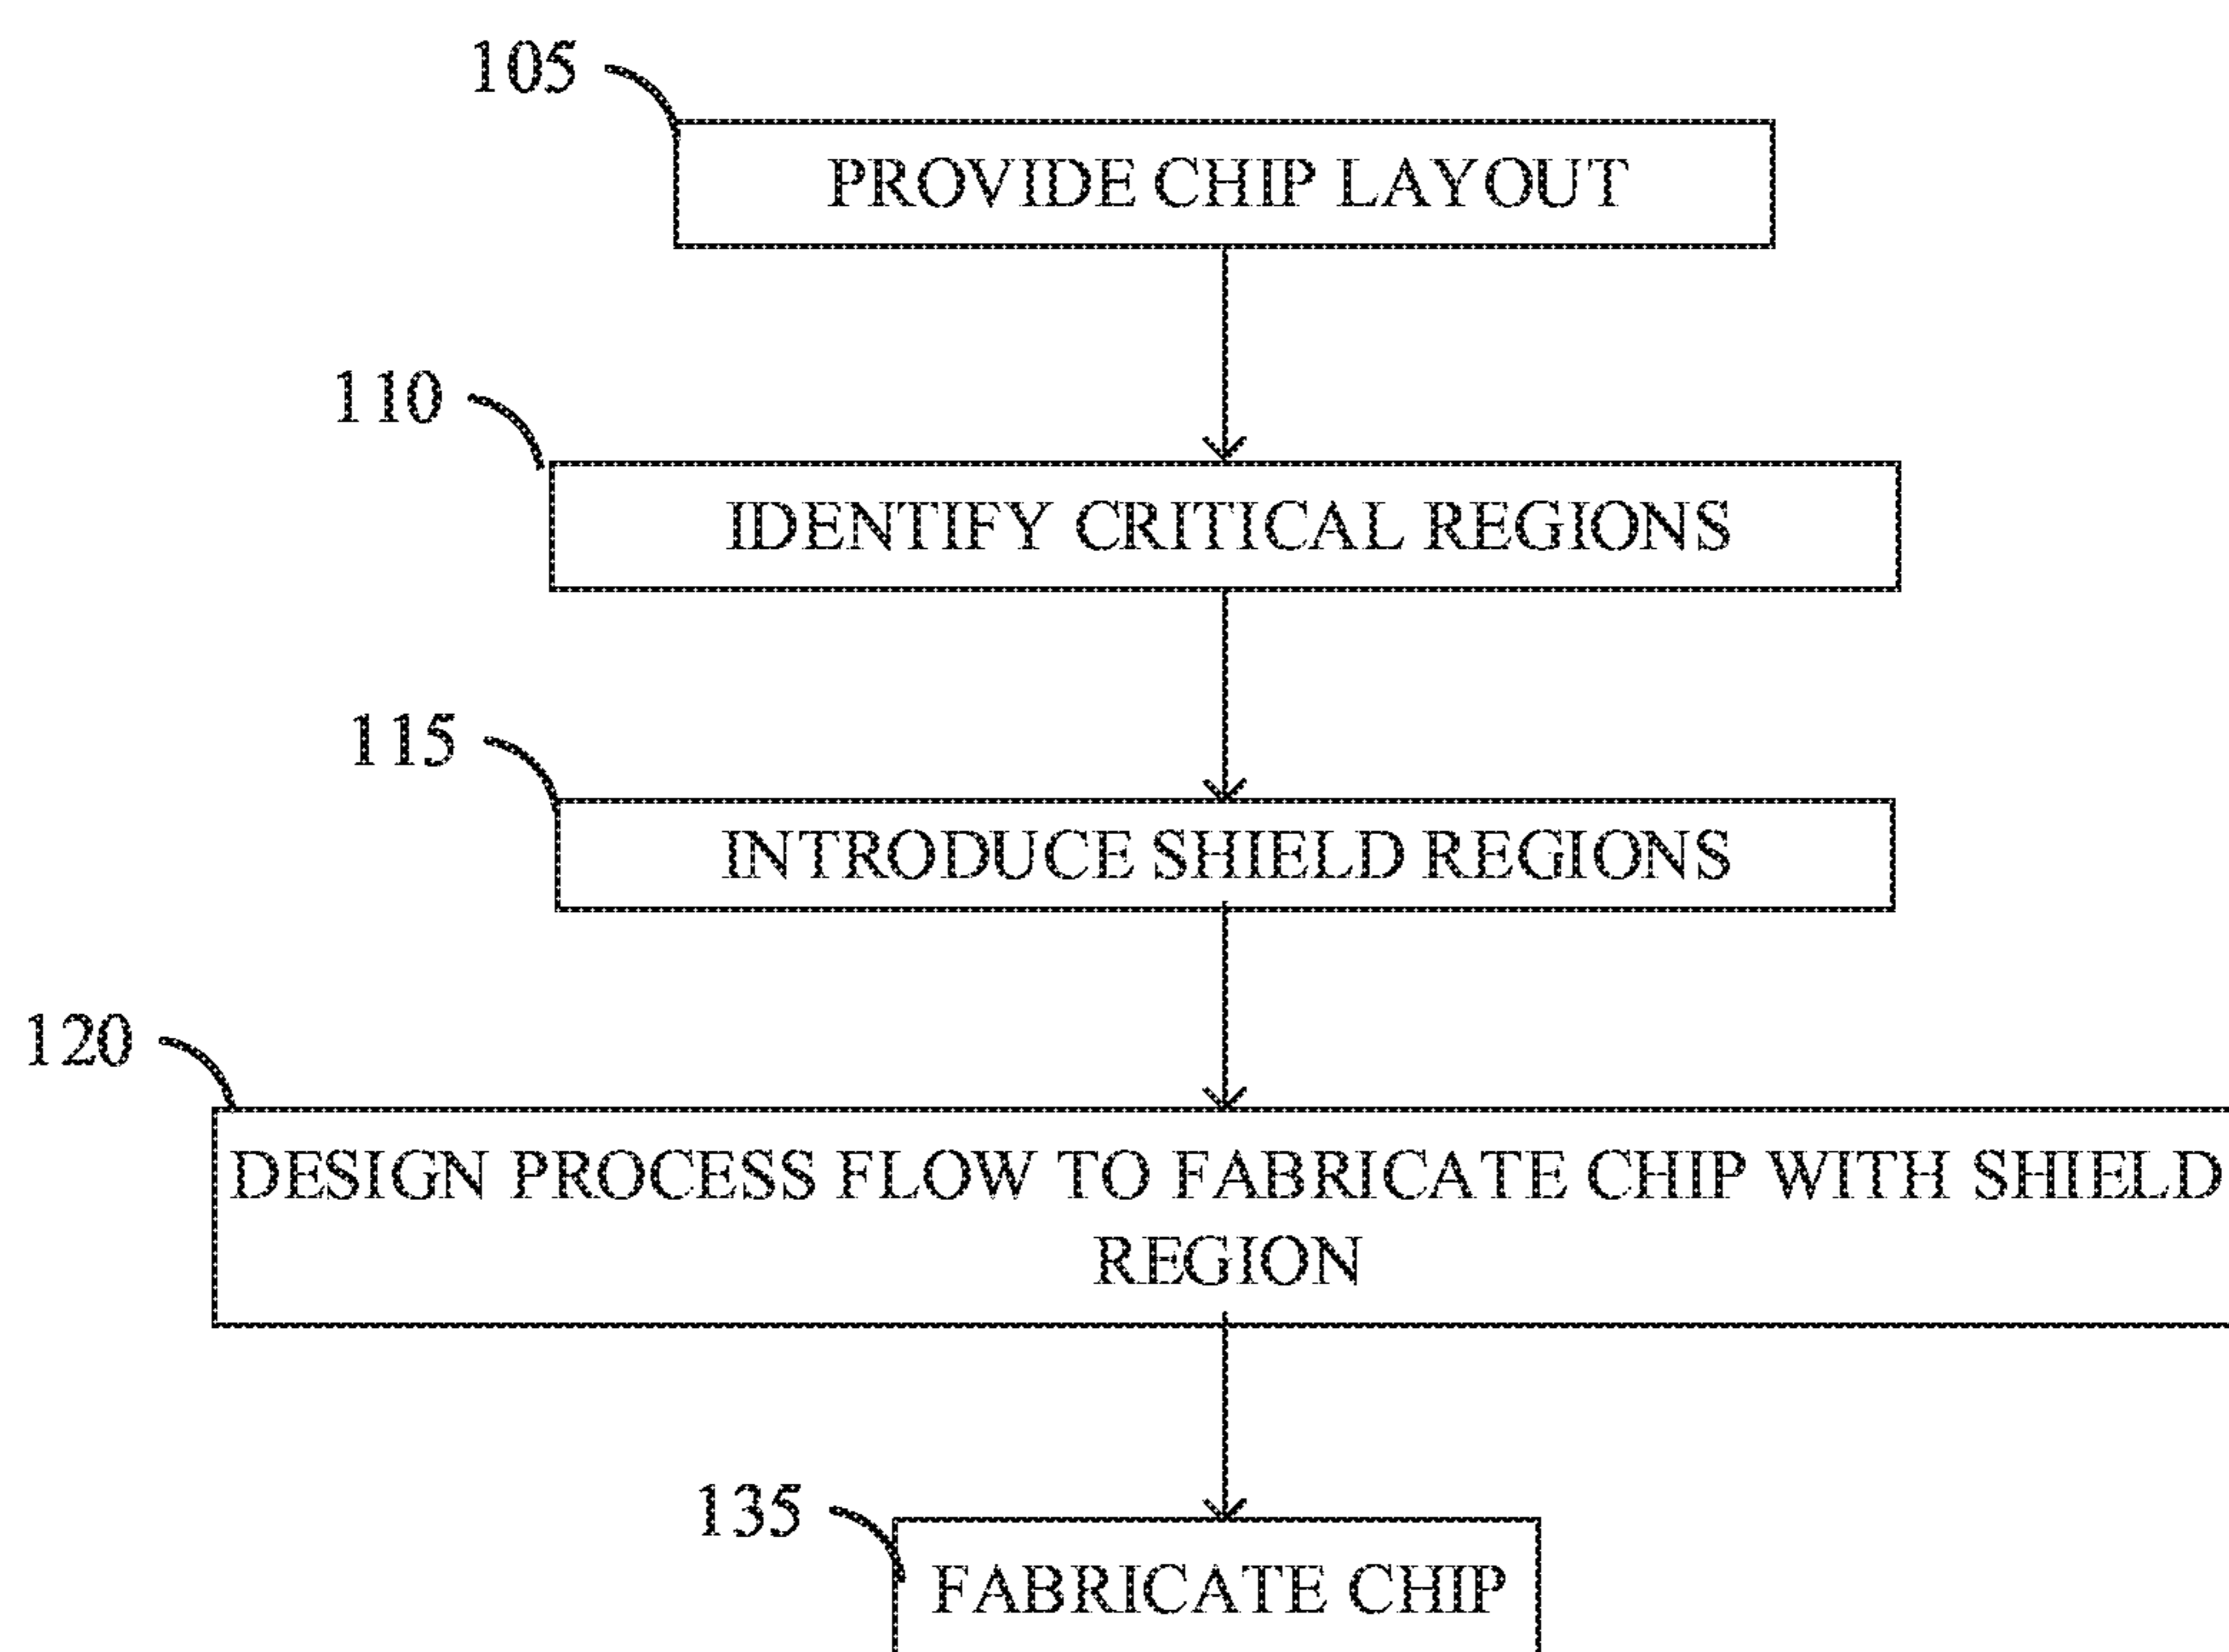 105
PROVIDE CHIP LAYOUT
110
IDENTIFY CRITICAL REGIONS
115
INTRODUCE SHIELD REGIONS
120
DESIGN PROCESS FLOW TO FABRICATE CHIP WITH SHIELD
REGION
135
FABRICATE CHIP